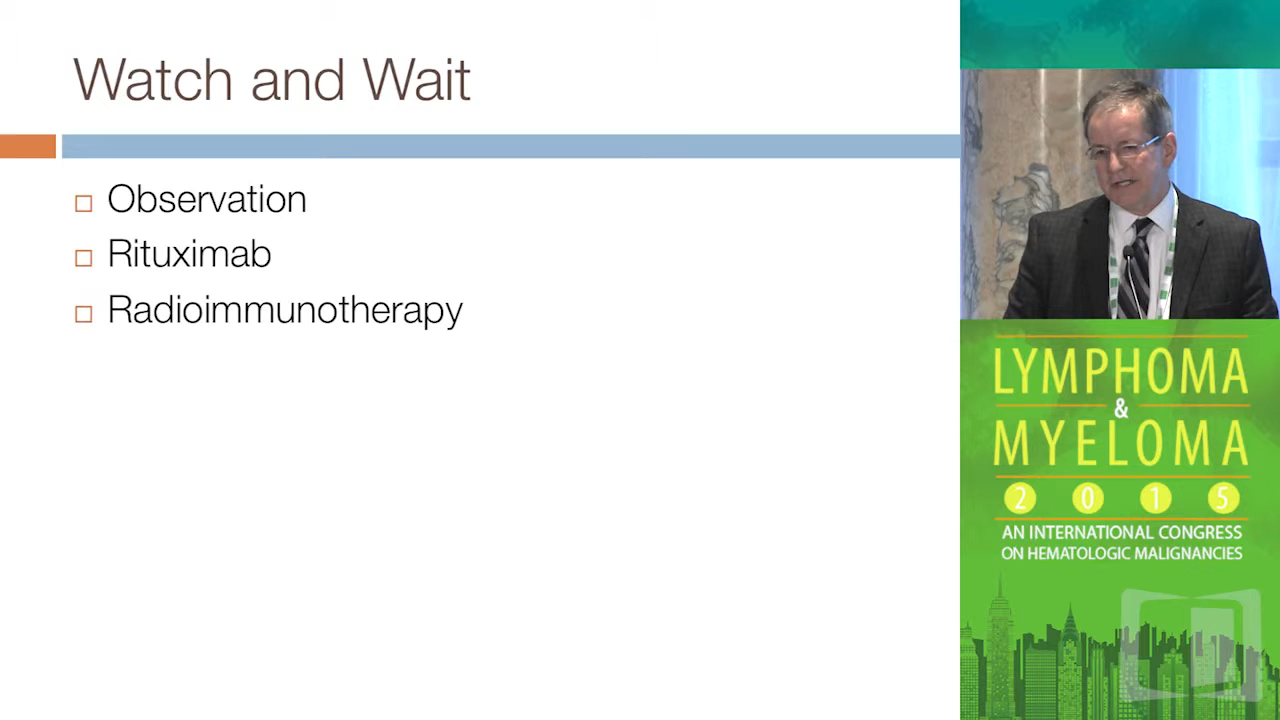 Watch and Wait
Observation
Rituximab
Radioimmunotherapy
LYMPHOMA
&
MYELOMA
2 0 1 5
AN INTERNATIONAL CONGRESS
ON HEMATOLOGIC MALIGNANCIES